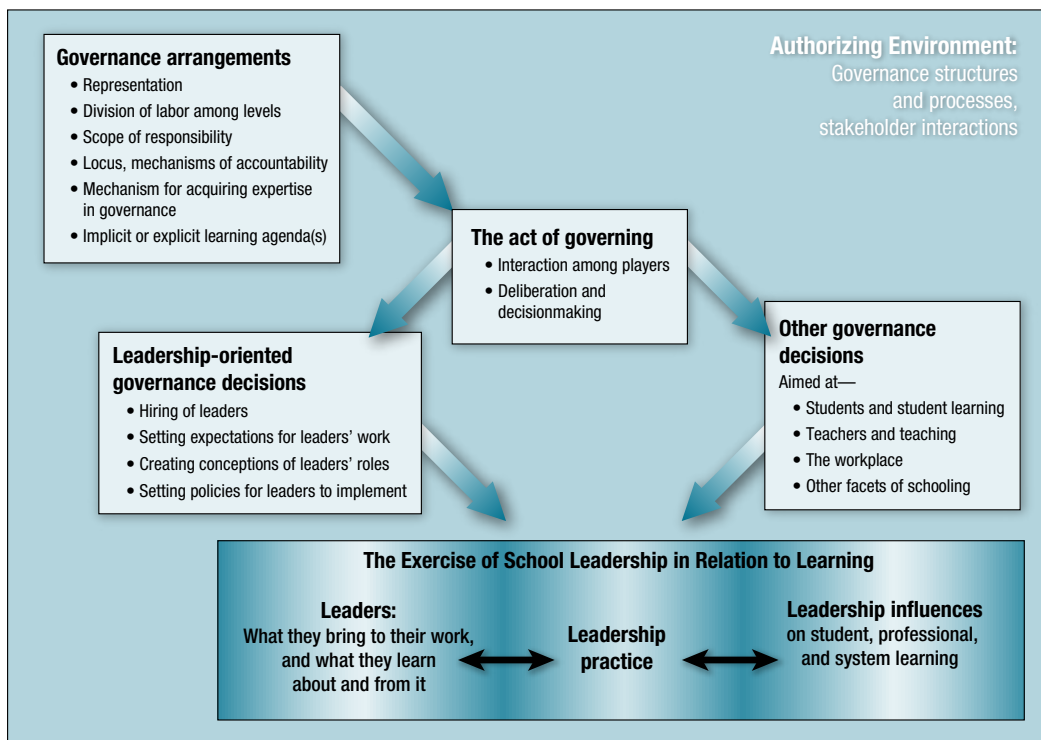 Governance arrangements
• Representation
• Division of labor among levels
• Scope of responsibility
• Locus, mechanisms of accountability
• Mechanism for acquiring expertise
in governance
• Implicit or explicit learning agenda(s)
Authorizing Environment:
Governance structures
and processes,
stakeholder interactions
The act of governing
• Interaction among players
• Deliberation and
decisionmaking
Leadership-oriented
governance decisions
• Hiring of leaders
• Setting expectations for leaders’ work
• Creating conceptions of leaders’ roles
• Setting policies for leaders to implement
Other governance
decisions
Aimed at—
• Students and student learning
• Teachers and teaching
• The workplace
• Other facets of schooling
The Exercise of School Leadership in Relation to Learning
Leaders:
What they bring to their work,
and what they learn
about and from it
Leadership
practice
Leadership influences
on student, professional,
and system learning